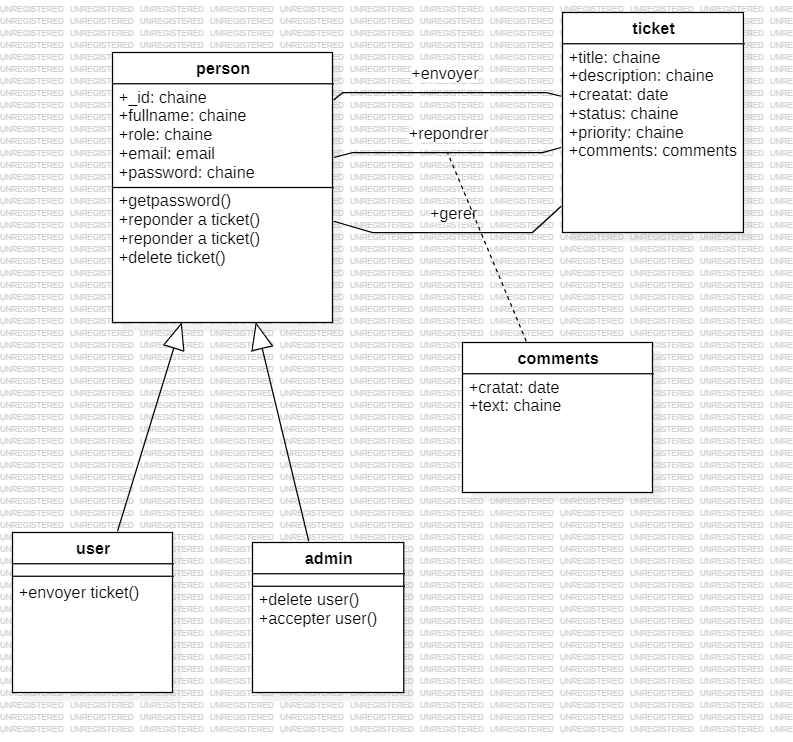 person
+_id: chaine
+fullname: chaine
+role: chaine
+email: email
+password: chaine
+getpassword()
+reponder a ticket()
+reponder a ticket()
+delete ticket()
+envoyer
+repondrer
+gerer
ticket
+title: chaine
+description: chaine
+creatat: date
+status: chaine
+priority: chaine
+comments: comments
comments
+cratat: date
+text: chaine
user
+envoyer ticket()
admin
+delete user()
+accepter user()
UNREGISTERED